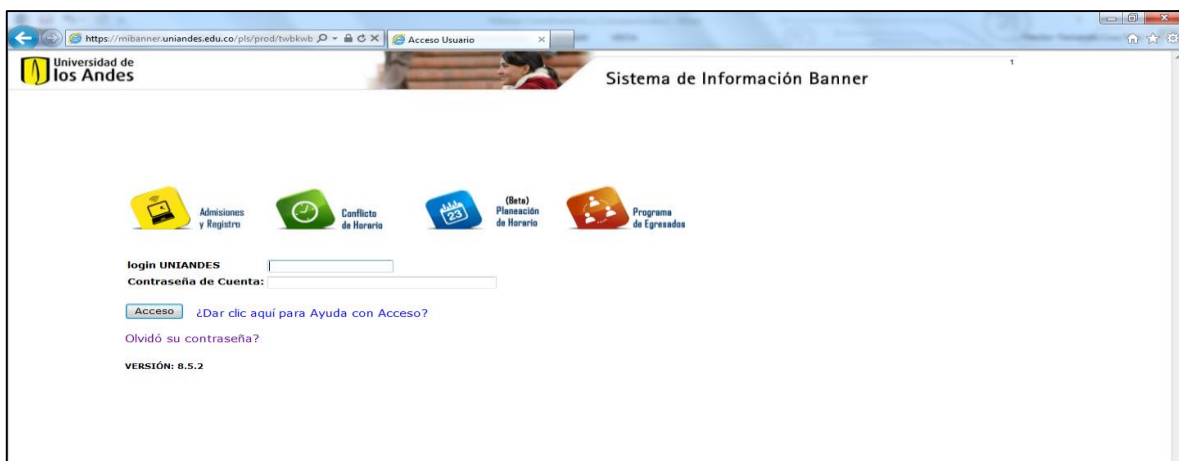 https://mibanner.uniandes.edu.co/pls/prod/twbkwb
Acceso Usuario
Universidad de
los Andes
Sistema de Información Banner
1
Admisiones
y Registro
Conflicto
de Horario
23
(Beta)
Planeación
de Horario
Programa
de Egresados
login UNIANDES
Contraseña de Cuenta:
Acceso
¿Dar clic aquí para Ayuda con Acceso?
Olvidó su contraseña?
VERSIÓN: 8.5.2